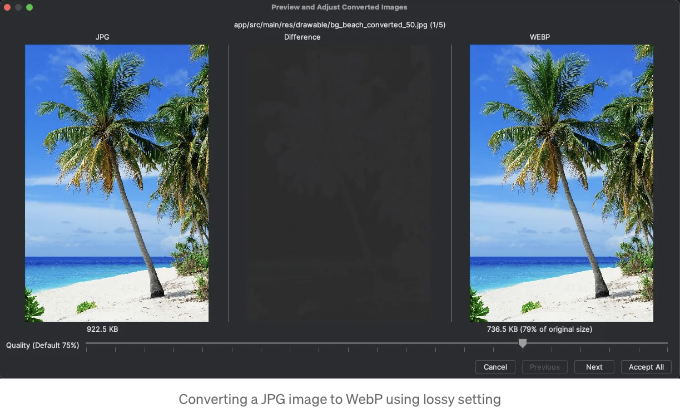 Preview and Adjust Converted Images
app/src/main/res/drawable/bg_beach_converted_50.jpg (1/5)
JPG Difference WEBP
922.5 KB 736.5 KB (79% of original size)
Quality (Default 75%)
Cancel Previous Next Accept All
Converting a JPG image to WebP using lossy setting